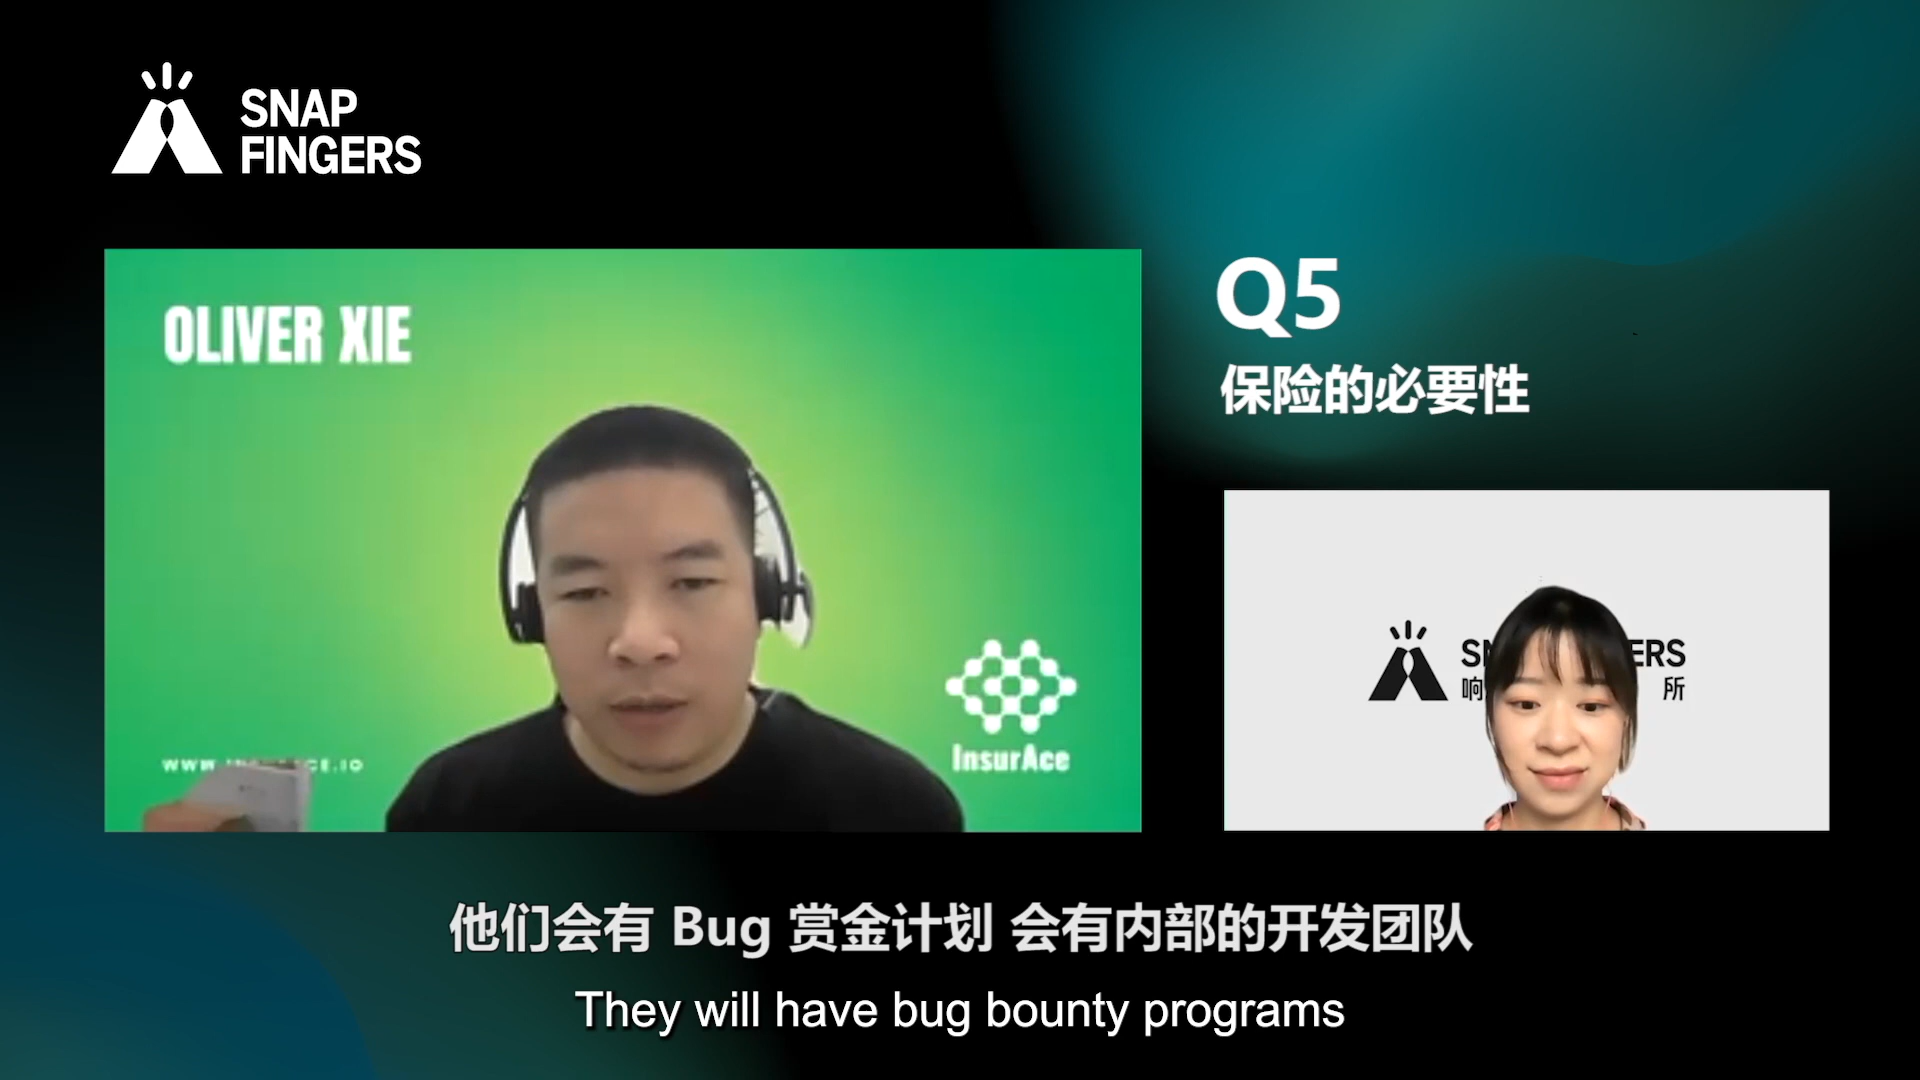 SNAP
FINGERS
OLIVER XIE
Q5
保险的必要性
InsurAce
响 所
他们会有 Bug 赏金计划 会有内部的开发团队
They will have bug bounty programs